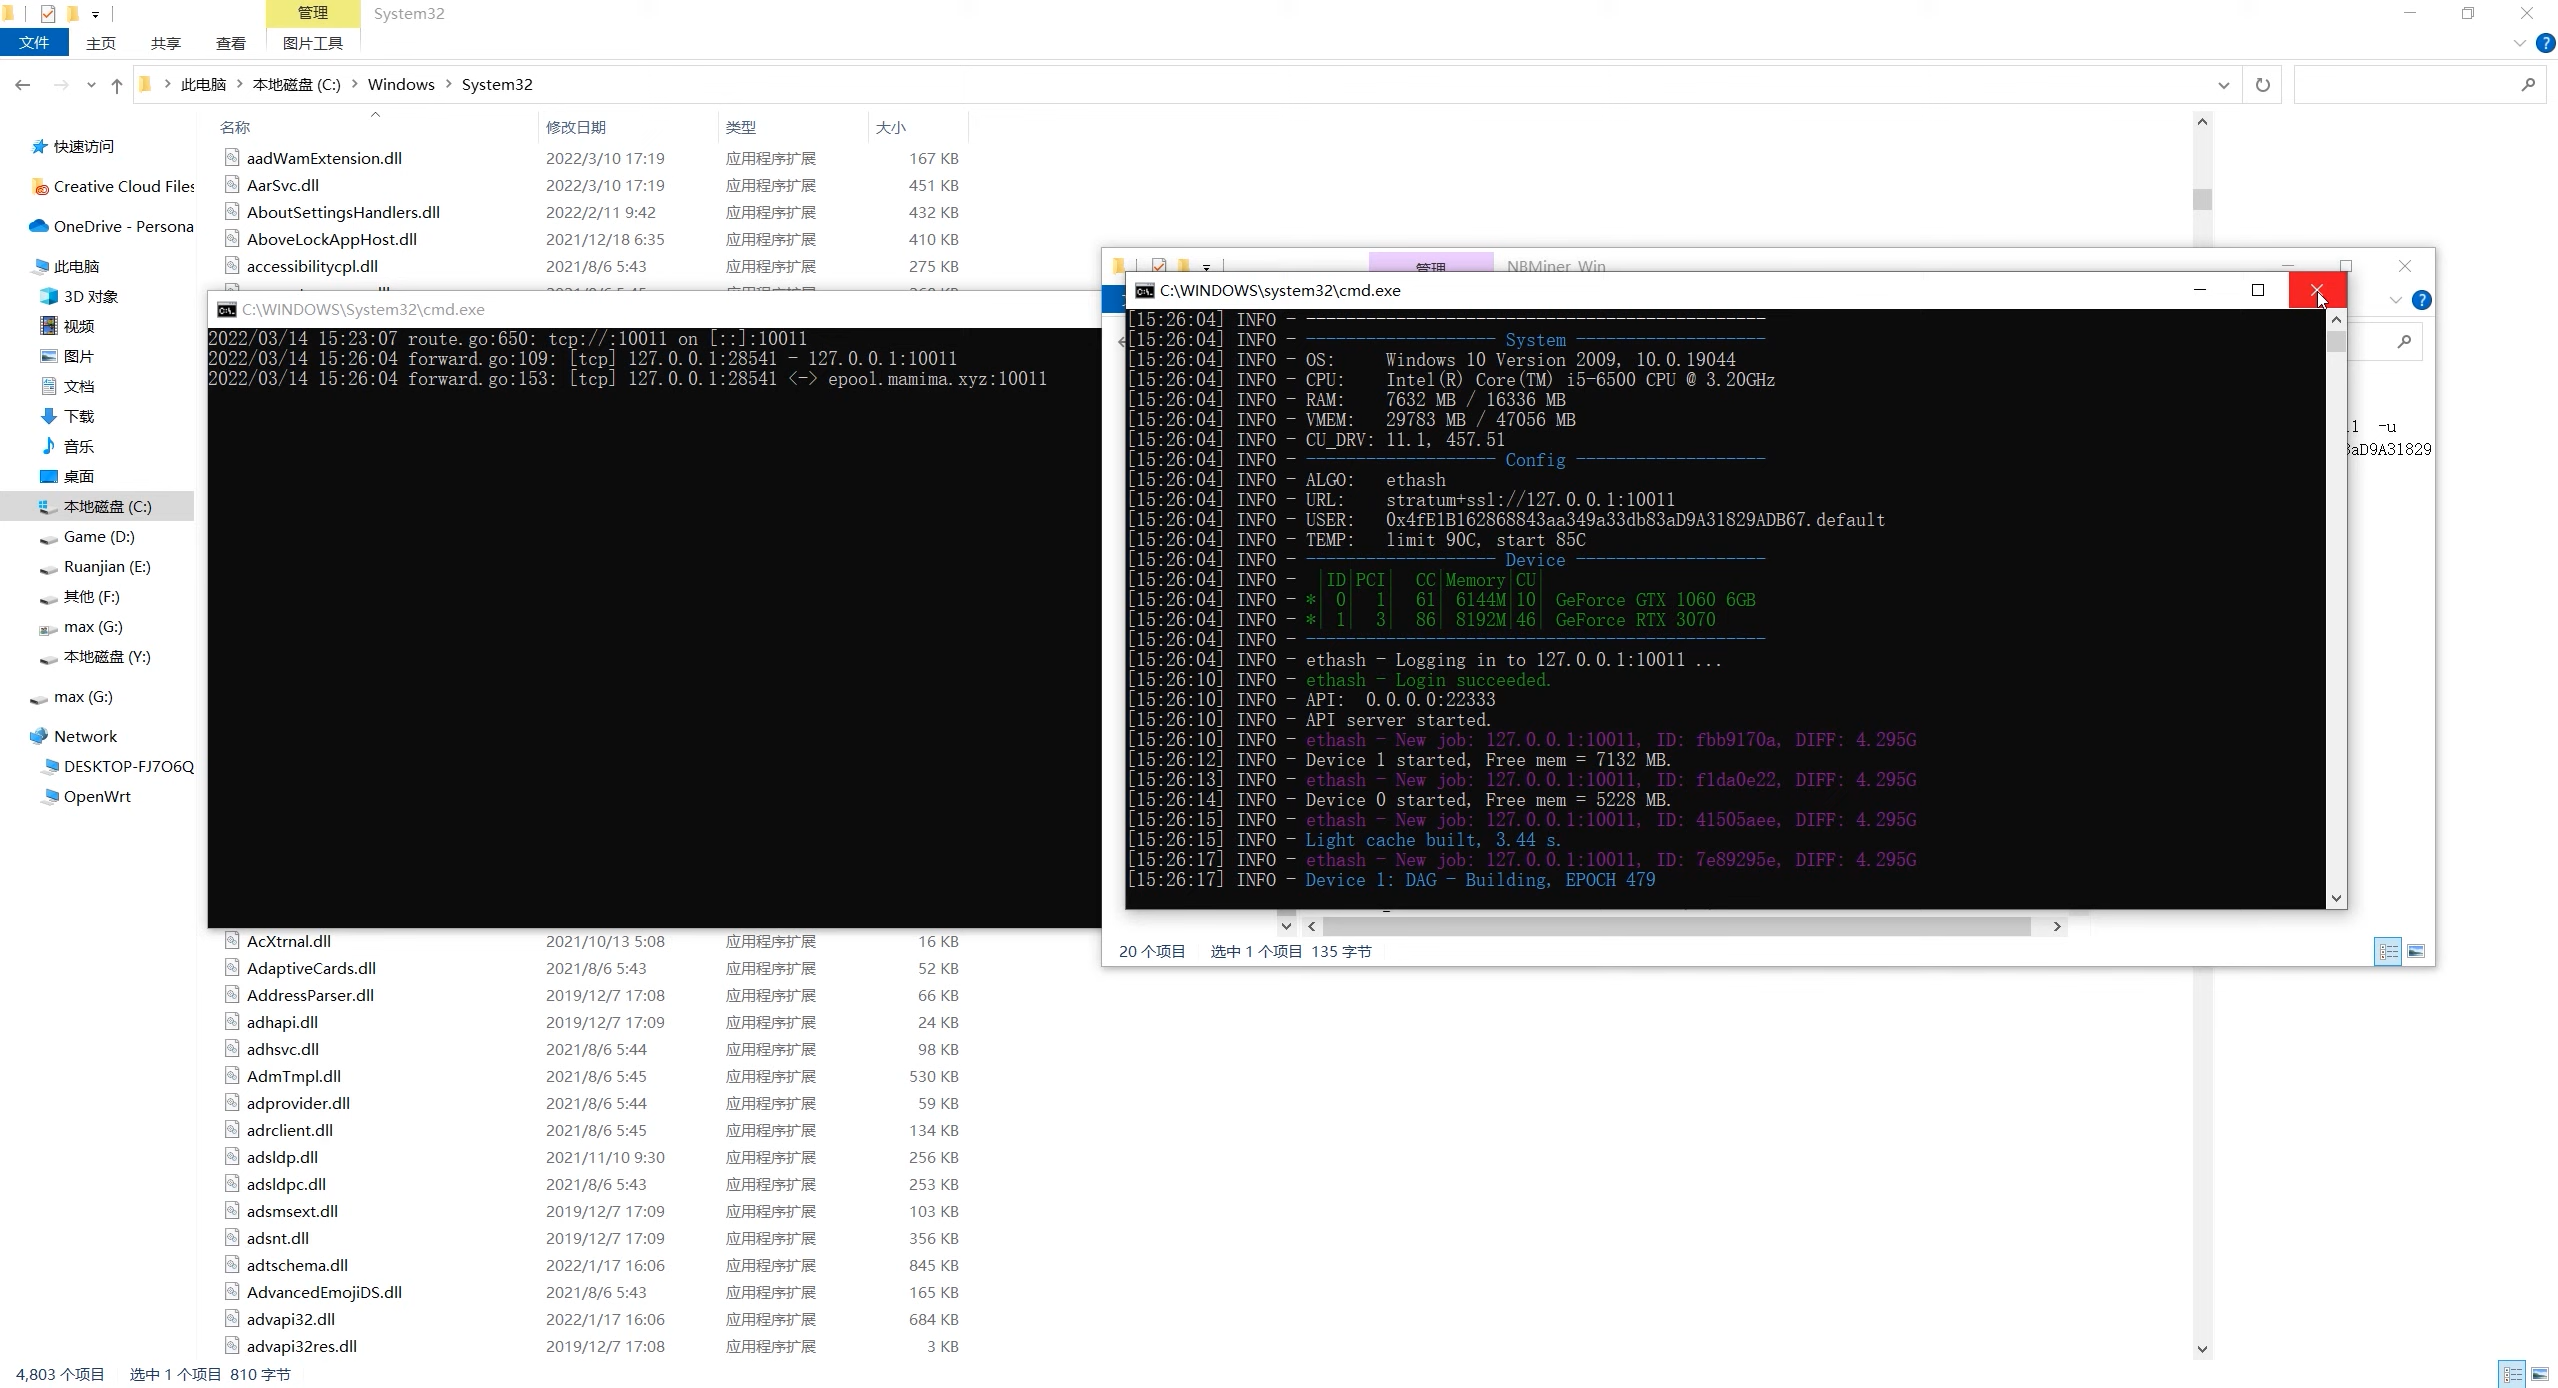 管理
System32
文件
主页
共享
查看
图片工具
此电脑 > 本地磁盘 (C:) > Windows > System32
名称
修改日期
类型
大小
快速访问
Creative Cloud Files
OneDrive - Persona
此电脑
3D 对象
视频
图片
文档
下载
音乐
桌面
本地磁盘 (C:)
Game (D:)
Ruanjian (E:)
其他 (F:)
max (G:)
本地磁盘 (Y:)
max (G:)
Network
DESKTOP-FJ7O6Q
OpenWrt
aadWamExtension.dll 2022/3/10 17:19 应用程序扩展 167 KB
AarSvc.dll 2022/3/10 17:19 应用程序扩展 451 KB
AboutSettingsHandlers.dll 2022/2/11 9:42 应用程序扩展 432 KB
AboveLockAppHost.dll 2021/12/18 6:35 应用程序扩展 410 KB
accessibilitycpl.dll 2021/8/6 5:43 应用程序扩展 275 KB
C:\WINDOWS\System32\cmd.exe
2022/03/14 15:23:07 route.go:650: tcp://:10011 on [::]:10011
2022/03/14 15:26:04 forward.go:109: [tcp] 127.0.0.1:28541 - 127.0.0.1:10011
2022/03/14 15:26:04 forward.go:153: [tcp] 127.0.0.1:28541 <-> epool.mamima.xyz:10011
管理
NBMiner_Win
C:\WINDOWS\system32\cmd.exe
[15:26:04] INFO - ----------------------------------------------
[15:26:04] INFO - ------------------- System -------------------
[15:26:04] INFO - OS: Windows 10 Version 2009, 10.0.19044
[15:26:04] INFO - CPU: Intel(R) Core(TM) i5-6500 CPU @ 3.20GHz
[15:26:04] INFO - RAM: 7632 MB / 16336 MB
[15:26:04] INFO - VMEM: 29783 MB / 47056 MB
[15:26:04] INFO - CU_DRV: 11.1, 457.51
[15:26:04] INFO - ------------------- Config -------------------
[15:26:04] INFO - ALGO: ethash
[15:26:04] INFO - URL: stratum+ssl://127.0.0.1:10011
[15:26:04] INFO - USER: 0x4fE1B162868843aa349a33db83aD9A31829ADB67.default
[15:26:04] INFO - TEMP: limit 90C, start 85C
[15:26:04] INFO - ------------------- Device -------------------
[15:26:04] INFO - |ID|PCI| CC|Memory|CU|
[15:26:04] INFO - *| 0| 1| 61| 6144M|10| GeForce GTX 1060 6GB
[15:26:04] INFO - *| 1| 3| 86| 8192M|46| GeForce RTX 3070
[15:26:04] INFO - ----------------------------------------------
[15:26:04] INFO - ethash - Logging in to 127.0.0.1:10011 ...
[15:26:10] INFO - ethash - Login succeeded.
[15:26:10] INFO - API: 0.0.0.0:22333
[15:26:10] INFO - API server started.
[15:26:10] INFO - ethash - New job: 127.0.0.1:10011, ID: fbb9170a, DIFF: 4.295G
[15:26:12] INFO - Device 1 started, Free mem = 7132 MB.
[15:26:13] INFO - ethash - New job: 127.0.0.1:10011, ID: f1da0e22, DIFF: 4.295G
[15:26:14] INFO - Device 0 started, Free mem = 5228 MB.
[15:26:15] INFO - ethash - New job: 127.0.0.1:10011, ID: 41505aee, DIFF: 4.295G
[15:26:15] INFO - Light cache built, 3.44 s.
[15:26:17] INFO - ethash - New job: 127.0.0.1:10011, ID: 7e89295e, DIFF: 4.295G
[15:26:17] INFO - Device 1: DAG - Building, EPOCH 479
-u
aD9A31829
20 个项目 选中 1 个项目 135 字节
AcXtrnal.dll 2021/10/13 5:08 应用程序扩展 16 KB
AdaptiveCards.dll 2021/8/6 5:43 应用程序扩展 52 KB
AddressParser.dll 2019/12/7 17:08 应用程序扩展 66 KB
adhapi.dll 2019/12/7 17:09 应用程序扩展 24 KB
adhsvc.dll 2021/8/6 5:44 应用程序扩展 98 KB
AdmTmpl.dll 2021/8/6 5:45 应用程序扩展 530 KB
adprovider.dll 2021/8/6 5:44 应用程序扩展 59 KB
adrclient.dll 2021/8/6 5:45 应用程序扩展 134 KB
adsldp.dll 2021/11/10 9:30 应用程序扩展 256 KB
adsldpc.dll 2021/8/6 5:43 应用程序扩展 253 KB
adsmsext.dll 2019/12/7 17:09 应用程序扩展 103 KB
adsnt.dll 2019/12/7 17:09 应用程序扩展 356 KB
adtschema.dll 2022/1/17 16:06 应用程序扩展 845 KB
AdvancedEmojiDS.dll 2021/8/6 5:43 应用程序扩展 165 KB
advapi32.dll 2022/1/17 16:06 应用程序扩展 684 KB
advapi32res.dll 2019/12/7 17:08 应用程序扩展 3 KB
4,803 个项目 选中 1 个项目 810 字节